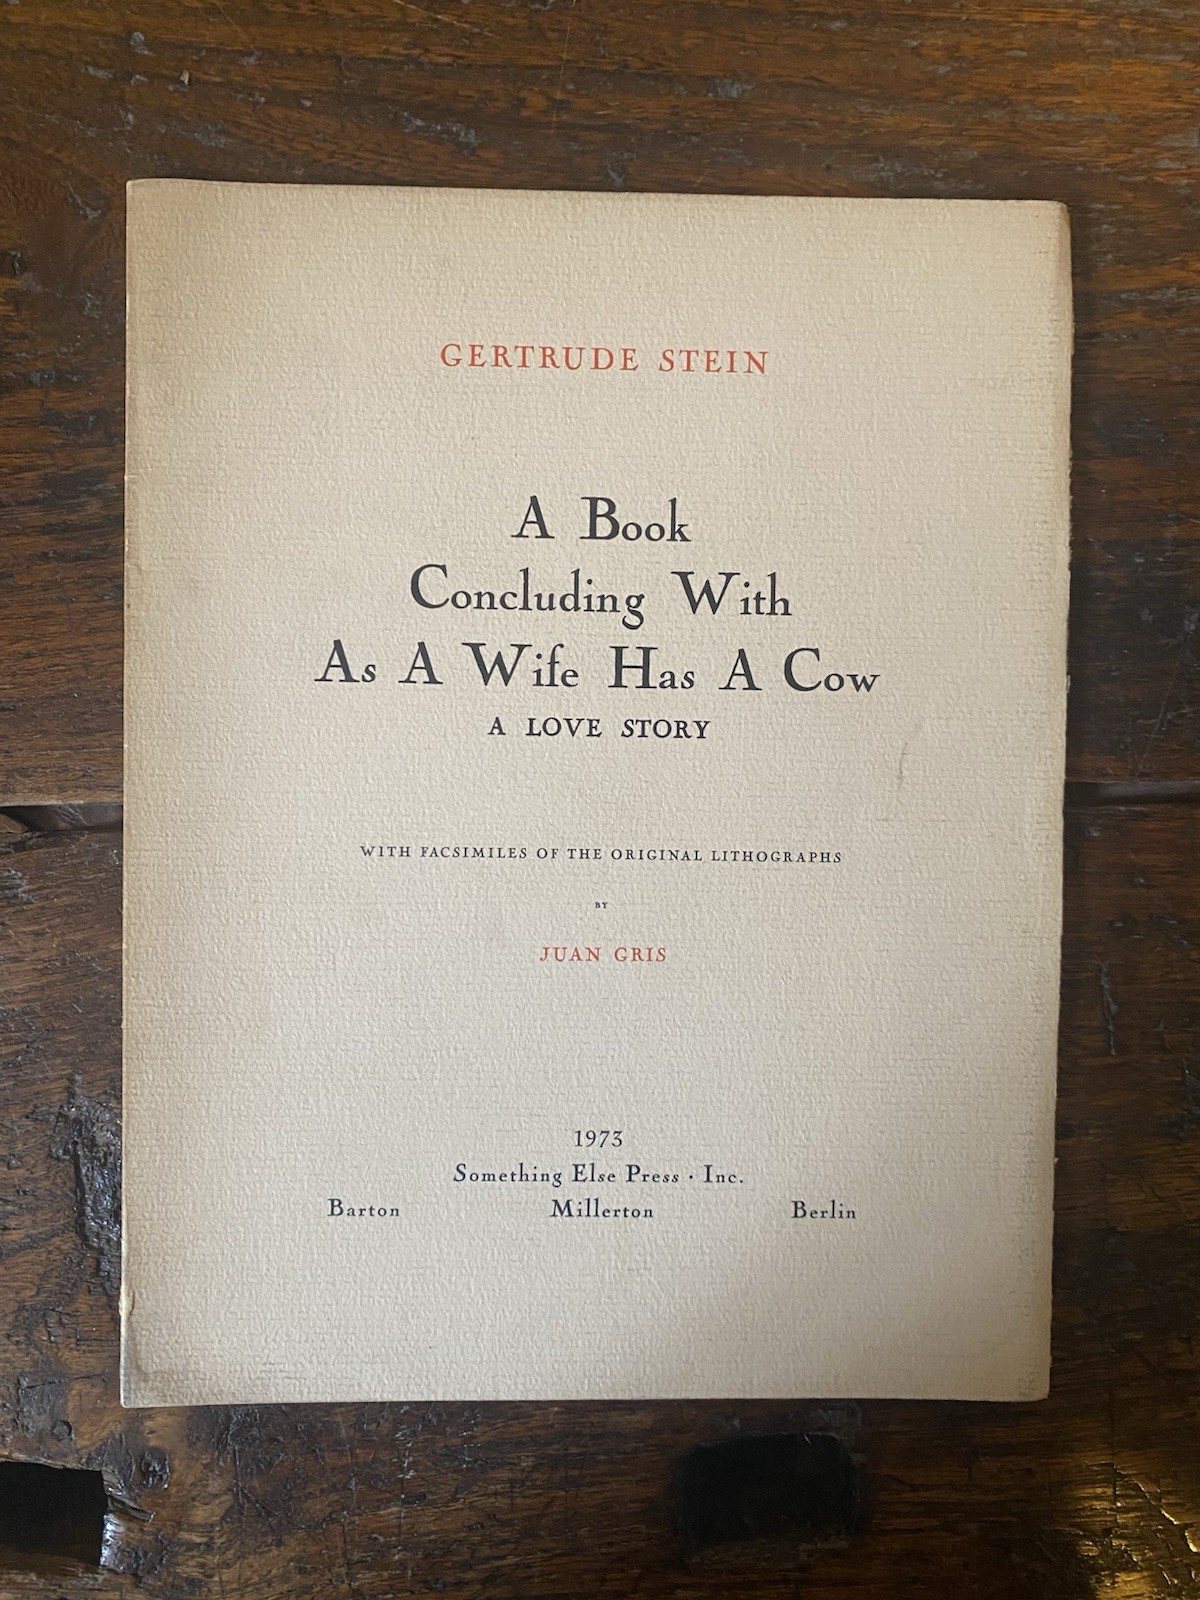 GERTRUDE STEIN
A Book
Concluding With
As A Wife Has A Cow
A LOVE STORY
WITH FACSIMILES OF THE ORIGINAL LITHOGRAPHS
BY
JUAN GRIS
1973
Something Else Press · Inc.
Barton Millerton Berlin